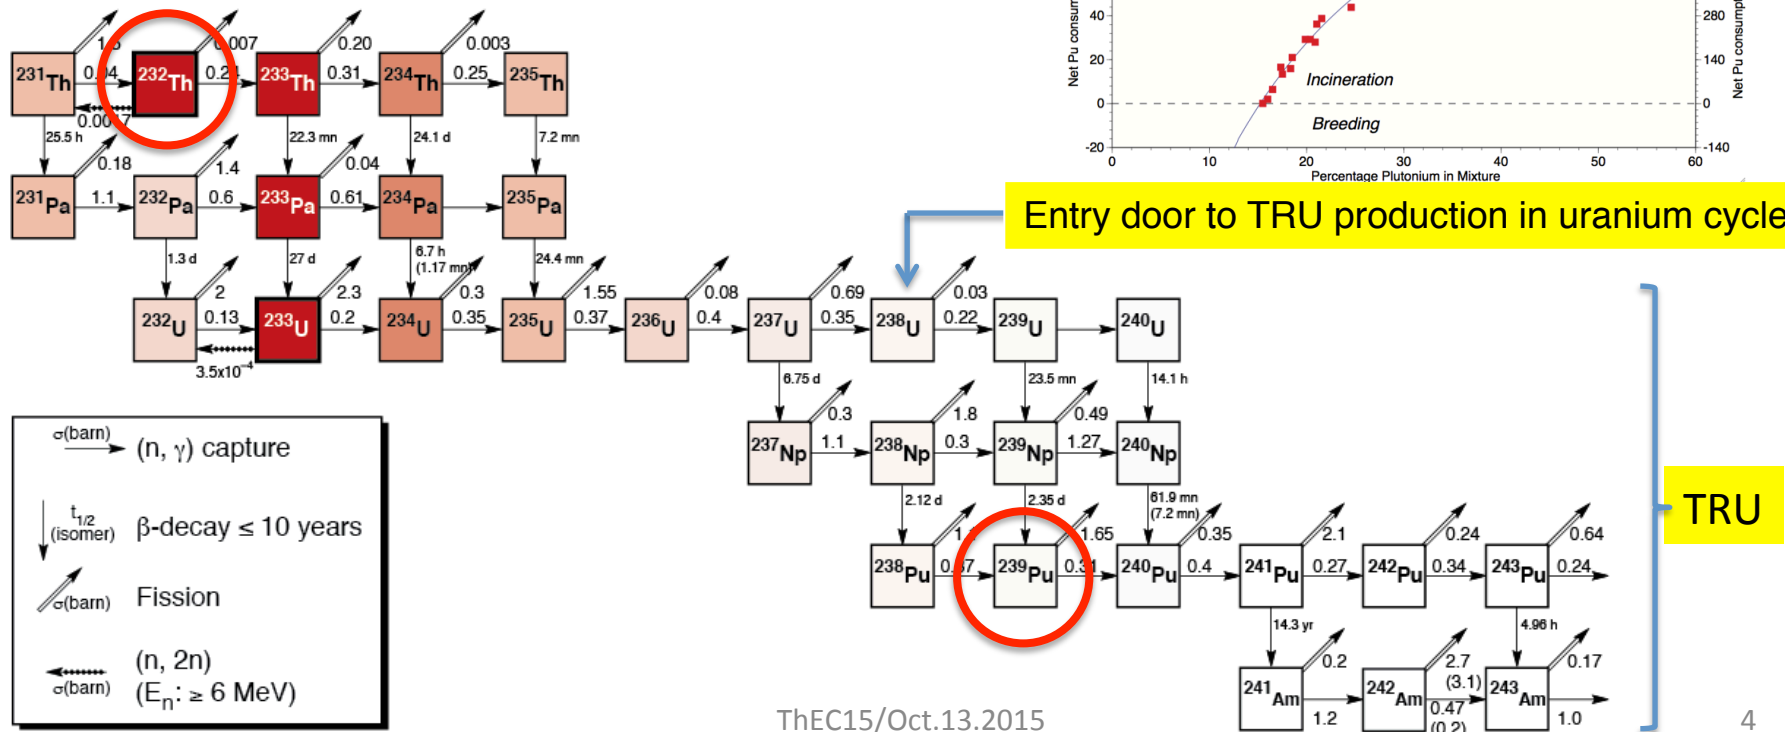 1.5
0.007
0.20
0.003
231Th
0.04
232Th
0.24
233Th
0.31
234Th
0.25
235Th
0.0047
25.5 h
22.3 mn
24.1 d
7.2 mn
0.18
1.4
0.04
231Pa
1.1
232Pa
0.6
233Pa
0.61
234Pa
235Pa
1.3 d
27 d
6.7 h
(1.17 mn)
24.4 mn
2
2.3
0.3
1.55
0.08
0.69
0.03
232U
0.13
233U
0.2
234U
0.35
235U
0.37
236U
0.4
237U
0.35
238U
0.22
239U
240U
3.5x10−4
6.75 d
23.5 mn
14.1 h
0.3
1.8
0.49
237Np
1.1
238Np
0.3
239Np
1.27
240Np
2.12 d
2.35 d
61.9 mn
(7.2 mn)
1.65
0.35
2.1
0.24
0.64
238Pu
239Pu
240Pu
0.4
241Pu
0.27
242Pu
0.34
243Pu
0.24
14.3 yr
4.96 h
0.2
2.7
(3.1)
0.17
241Am
1.2
242Am
0.47
(0.2)
243Am
1.0
Net Pu consum
40
20
0
-20
280
140
0
-140
Net Pu consumpt
Incineration
Breeding
0 10 20 30 40 50 60
Percentage Plutonium in Mixture
Entry door to TRU production in uranium cycle
TRU
σ(barn) (n, γ) capture
t1/2
(isomer) β-decay ≤ 10 years
σ(barn) Fission
(n, 2n)
σ(barn) (En: ≥ 6 MeV)
ThEC15/Oct.13.2015
4